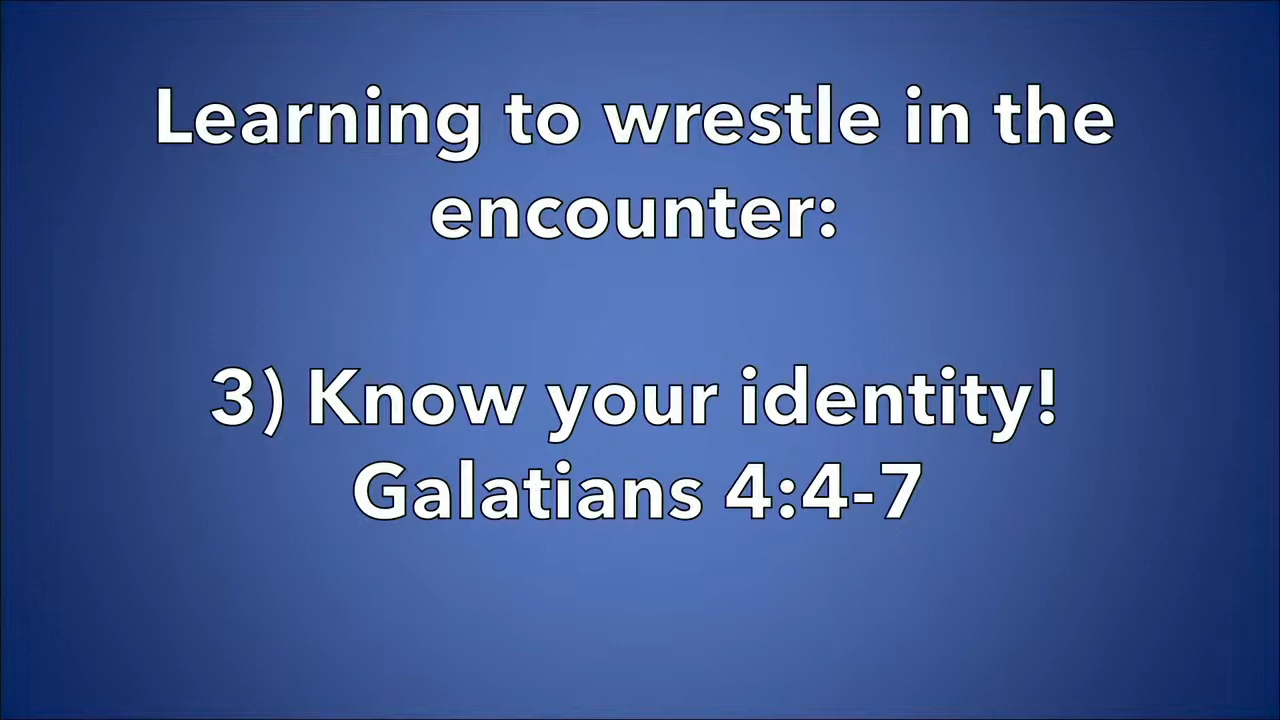 Learning to wrestle in the
encounter:
3) Know your identity!
Galatians 4:4-7